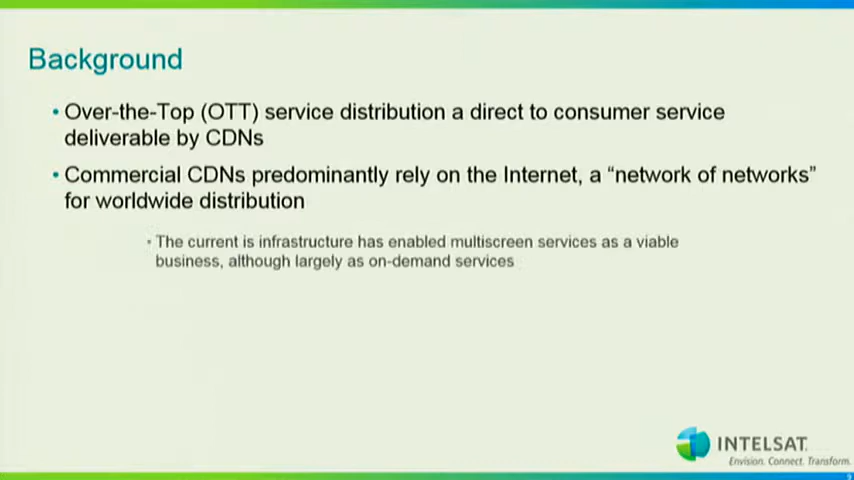 Background
• Over-the-Top (OTT) service distribution a direct to consumer service
deliverable by CDNs
• Commercial CDNs predominantly rely on the Internet, a “network of networks”
for worldwide distribution
• The current is infrastructure has enabled multiscreen services as a viable
business, although largely as on-demand services
INTELSAT
Envision. Connect. Transform.
2